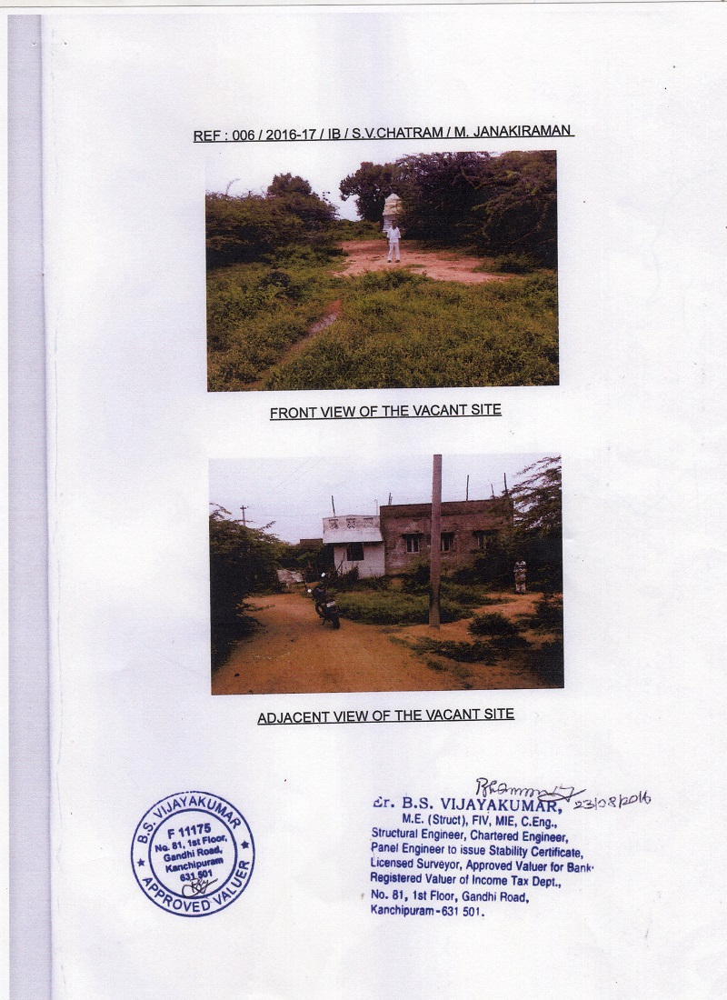 REF : 006 / 2016-17 / IB / S.V.CHATRAM / M. JANAKIRAMAN
FRONT VIEW OF THE VACANT SITE
ADJACENT VIEW OF THE VACANT SITE
B.S. VIJAYAKUMAR
F 11175
No. 81, 1st Floor,
Gandhi Road,
Kanchipuram
631 501
APPROVED VALUER
Er. B.S. VIJAYAKUMAR,
23/08/2016
M.E. (Struct), FIV, MIE, C.Eng.,
Structural Engineer, Chartered Engineer,
Panel Engineer to issue Stability Certificate,
Licensed Surveyor, Approved Valuer for Bank.
Registered Valuer of Income Tax Dept.,
No. 81, 1st Floor, Gandhi Road,
Kanchipuram-631 501.